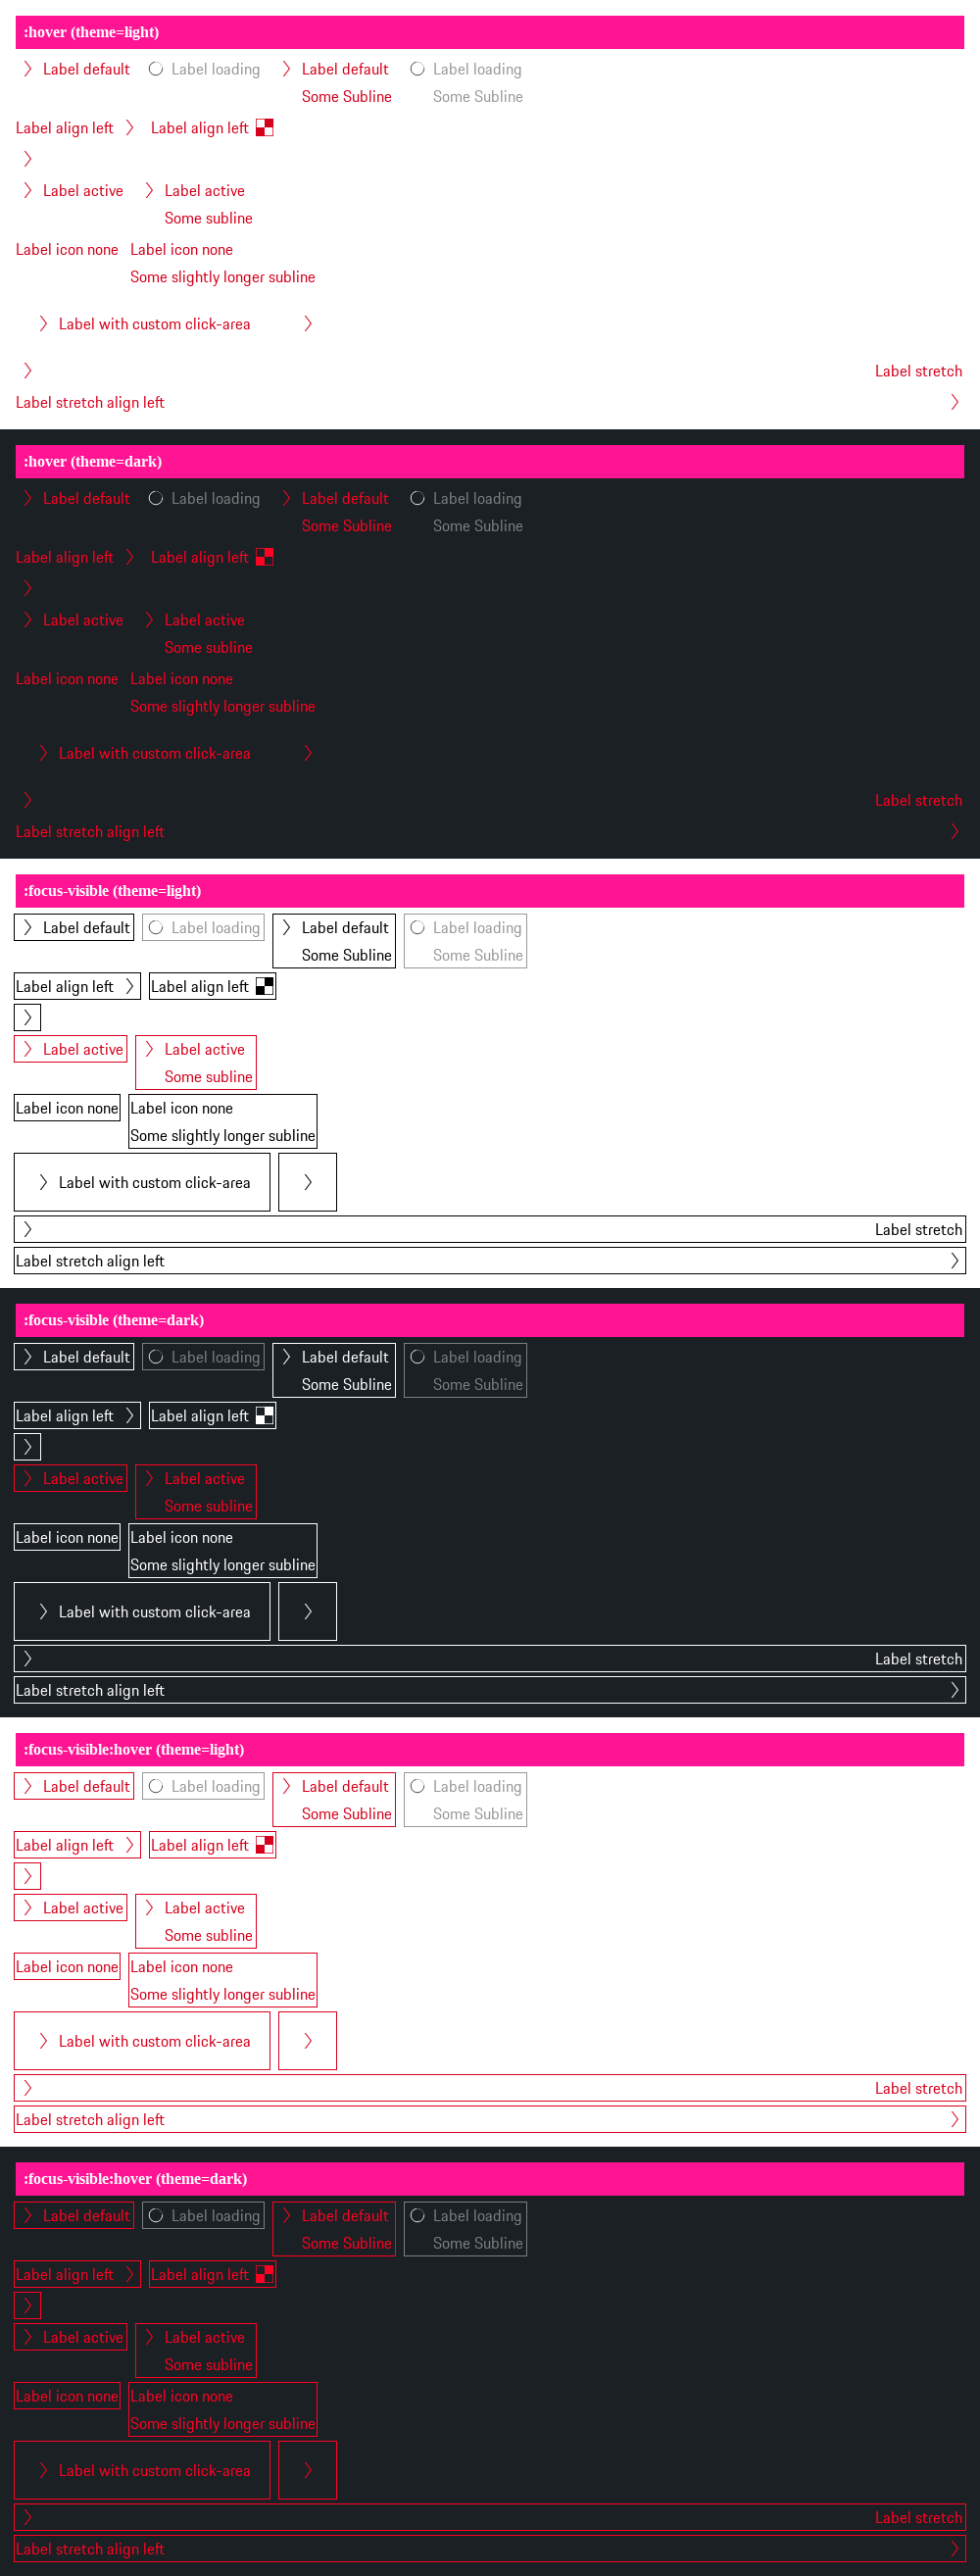 :hover (theme=light)
Label default Label loading Label default Label loading
Some Subline Some Subline
Label align left Label align left
Label active Label active
Some subline
Label icon none Label icon none
Some slightly longer subline
Label with custom click-area
Label stretch
Label stretch align left
:hover (theme=dark)
Label default Label loading Label default Label loading
Some Subline Some Subline
Label align left Label align left
Label active Label active
Some subline
Label icon none Label icon none
Some slightly longer subline
Label with custom click-area
Label stretch
Label stretch align left
:focus-visible (theme=light)
Label default Label loading Label default Label loading
Some Subline Some Subline
Label align left Label align left
Label active Label active
Some subline
Label icon none Label icon none
Some slightly longer subline
Label with custom click-area
Label stretch
Label stretch align left
:focus-visible (theme=dark)
Label default Label loading Label default Label loading
Some Subline Some Subline
Label align left Label align left
Label active Label active
Some subline
Label icon none Label icon none
Some slightly longer subline
Label with custom click-area
Label stretch
Label stretch align left
:focus-visible:hover (theme=light)
Label default Label loading Label default Label loading
Some Subline Some Subline
Label align left Label align left
Label active Label active
Some subline
Label icon none Label icon none
Some slightly longer subline
Label with custom click-area
Label stretch
Label stretch align left
:focus-visible:hover (theme=dark)
Label default Label loading Label default Label loading
Some Subline Some Subline
Label align left Label align left
Label active Label active
Some subline
Label icon none Label icon none
Some slightly longer subline
Label with custom click-area
Label stretch
Label stretch align left